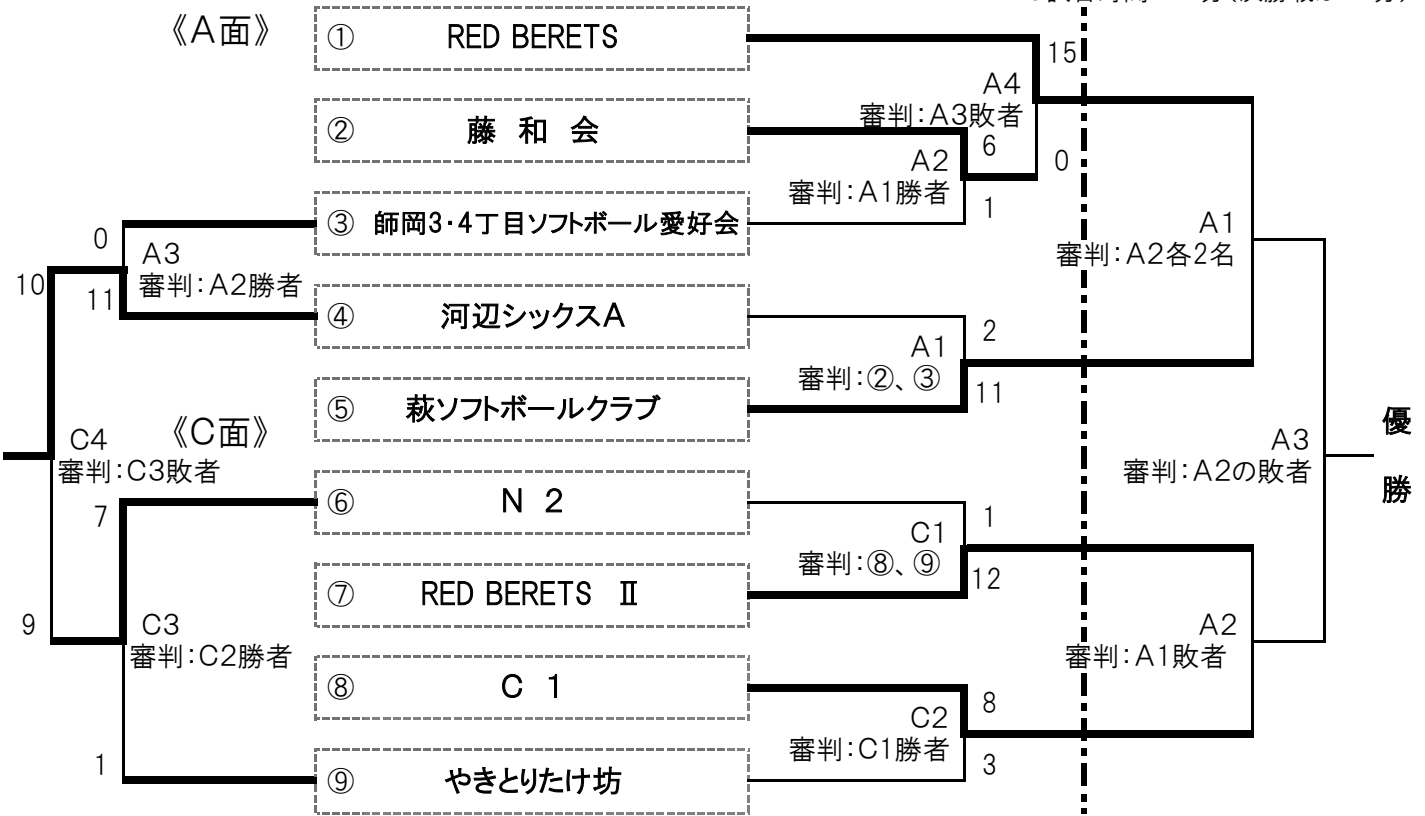 《A面》
① RED BERETS
15
A4
審判：A3敗者
② 藤 和 会
6
0
A2
審判：A1勝者
1
③ 師岡3・4丁目ソフトボール愛好会
0
A3
審判：A2勝者
10
11
A1
審判：A2各2名
④ 河辺シックスA
2
A1
審判：②、③
11
⑤ 萩ソフトボールクラブ
《C面》
C4
審判：C3敗者
7
A3
審判：A2の敗者
優
勝
⑥ N 2
1
C1
審判：⑧、⑨
12
⑦ RED BERETS Ⅱ
9
C3
審判：C2勝者
A2
審判：A1敗者
⑧ C 1
8
C2
審判：C1勝者
3
1
⑨ やきとりたけ坊